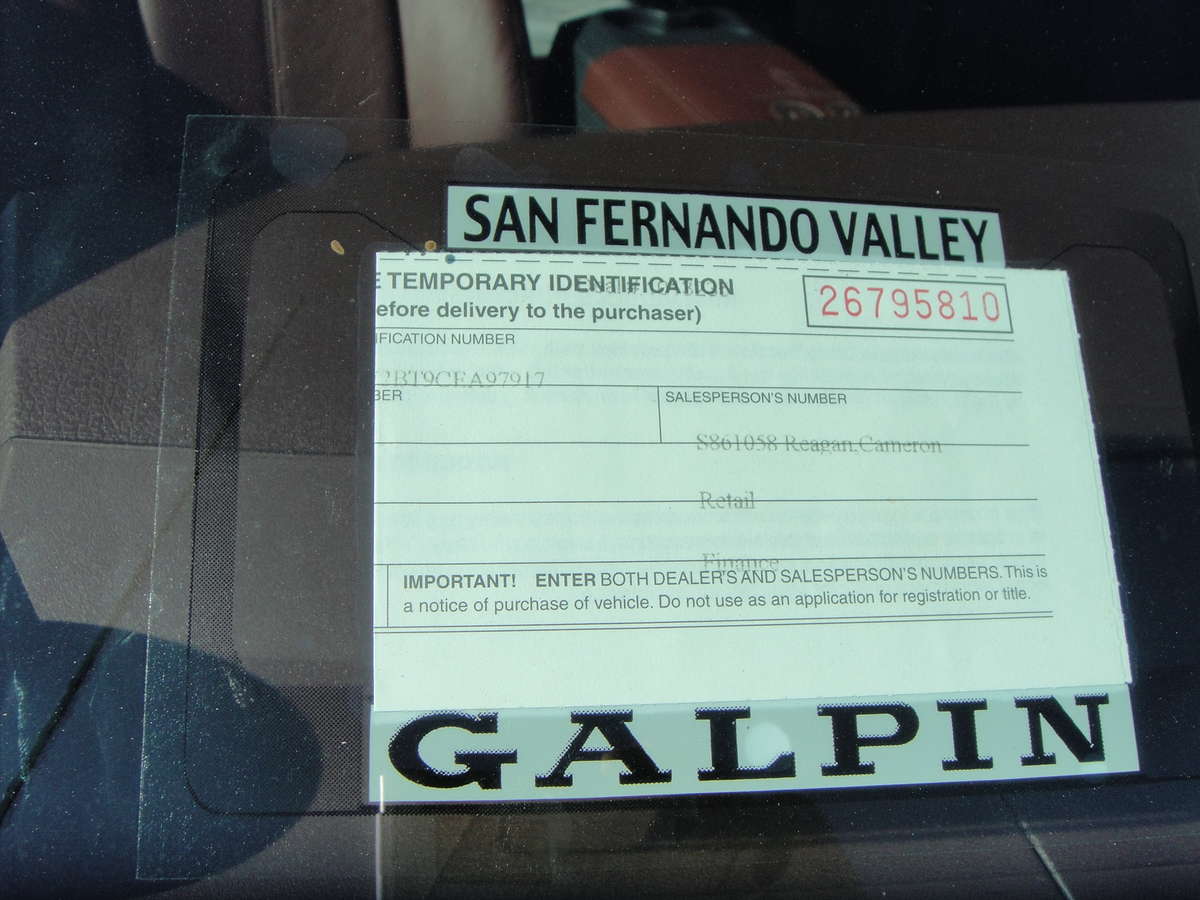 SAN FERNANDO VALLEY
E TEMPORARY IDENTIFICATION
26795810
efore delivery to the purchaser)
IFICATION NUMBER
2BT9CEA97917
BER
SALESPERSON'S NUMBER
S861058 Reagan.Cameron
Retail
Finance
IMPORTANT! ENTER BOTH DEALER'S AND SALESPERSON'S NUMBERS. This is
a notice of purchase of vehicle. Do not use as an application for registration or title.
GALPIN